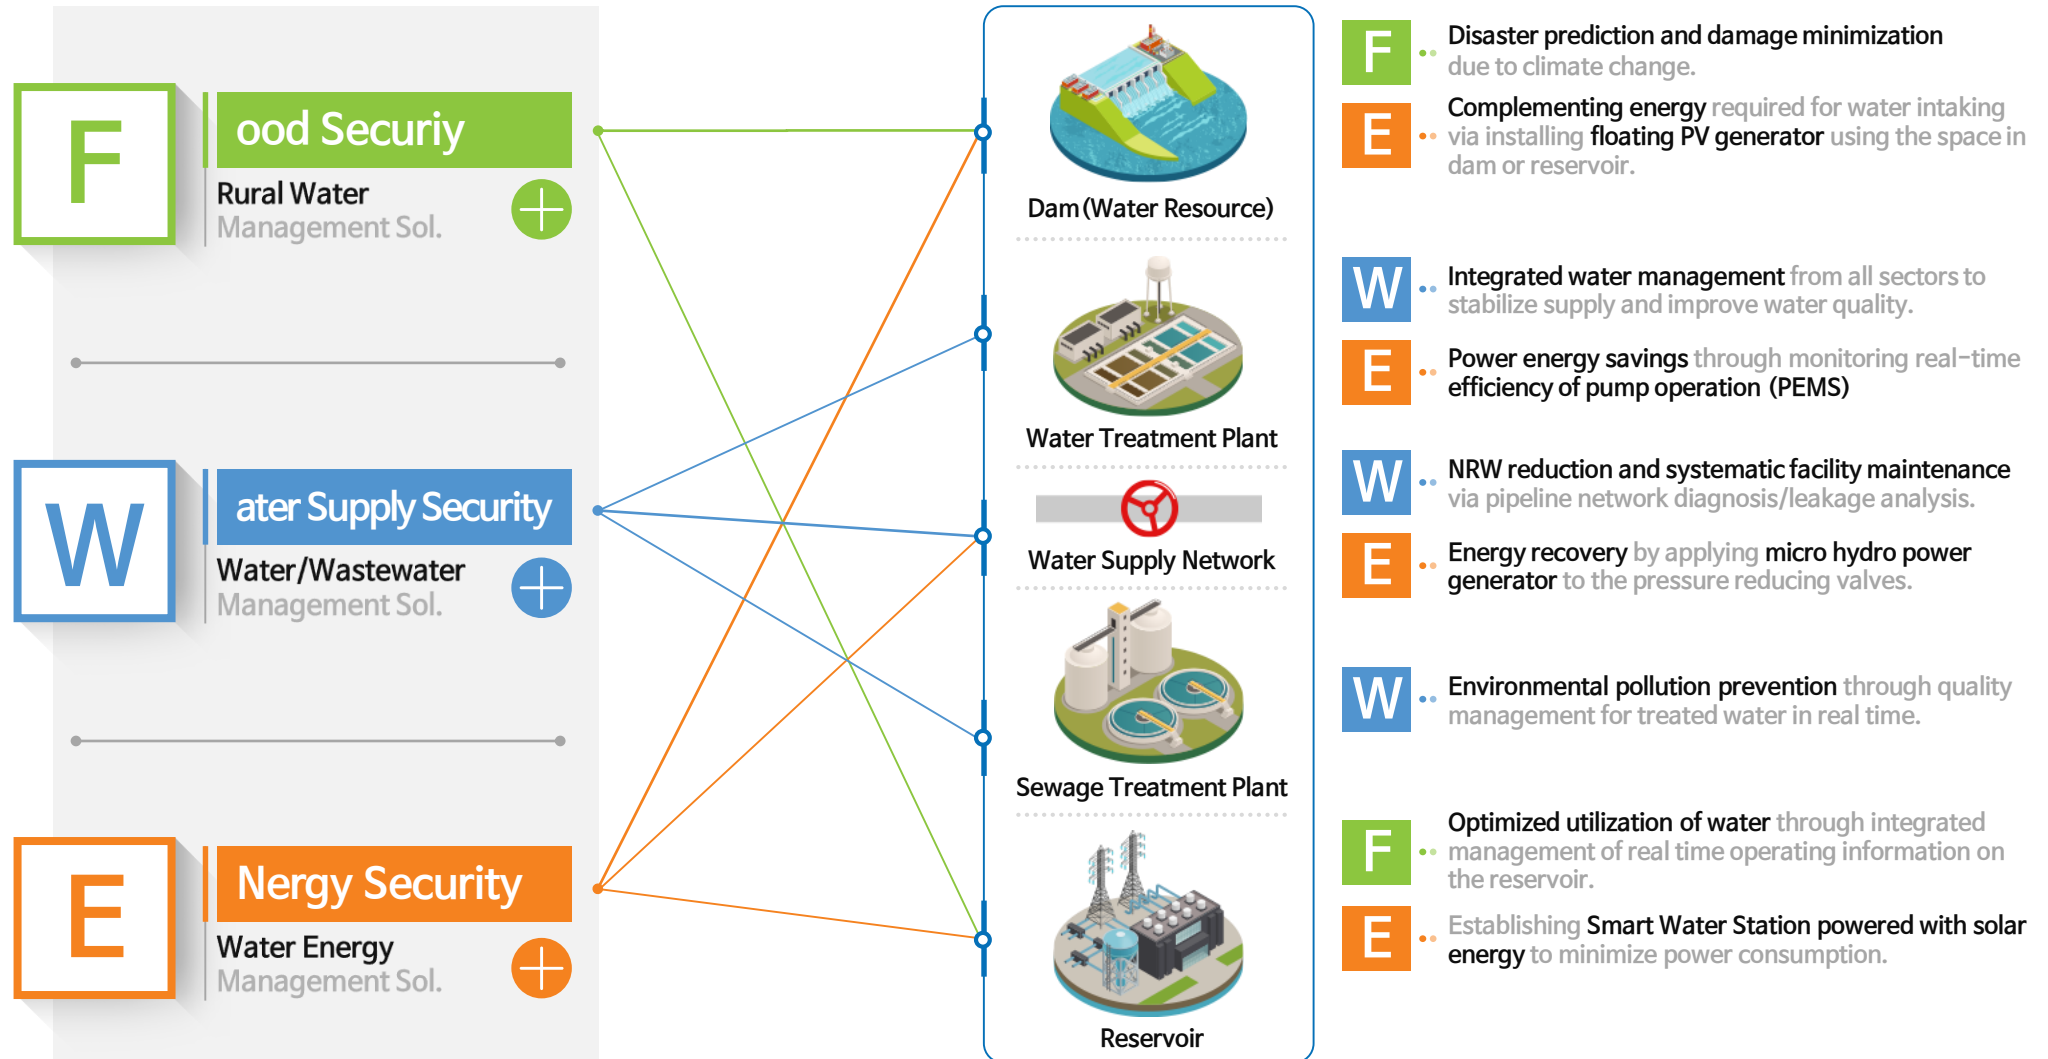 F
ood Securiy
Rural Water
Management Sol.
W
ater Supply Security
Water/Wastewater
Management Sol.
E
Nergy Security
Water Energy
Management Sol.
Dam(Water Resource)
Water Treatment Plant
Water Supply Network
Sewage Treatment Plant
Reservoir
F
Disaster prediction and damage minimization
due to climate change.
E
Complementing energy required for water intaking
via installing floating PV generator using the space in
dam or reservoir.
W
Integrated water management from all sectors to
stabilize supply and improve water quality.
E
Power energy savings through monitoring real-time
efficiency of pump operation (PEMS)
W
NRW reduction and systematic facility maintenance
via pipeline network diagnosis/leakage analysis.
E
Energy recovery by applying micro hydro power
generator to the pressure reducing valves.
W
Environmental pollution prevention through quality
management for treated water in real time.
F
Optimized utilization of water through integrated
management of real time operating information on
the reservoir.
E
Establishing Smart Water Station powered with solar
energy to minimize power consumption.